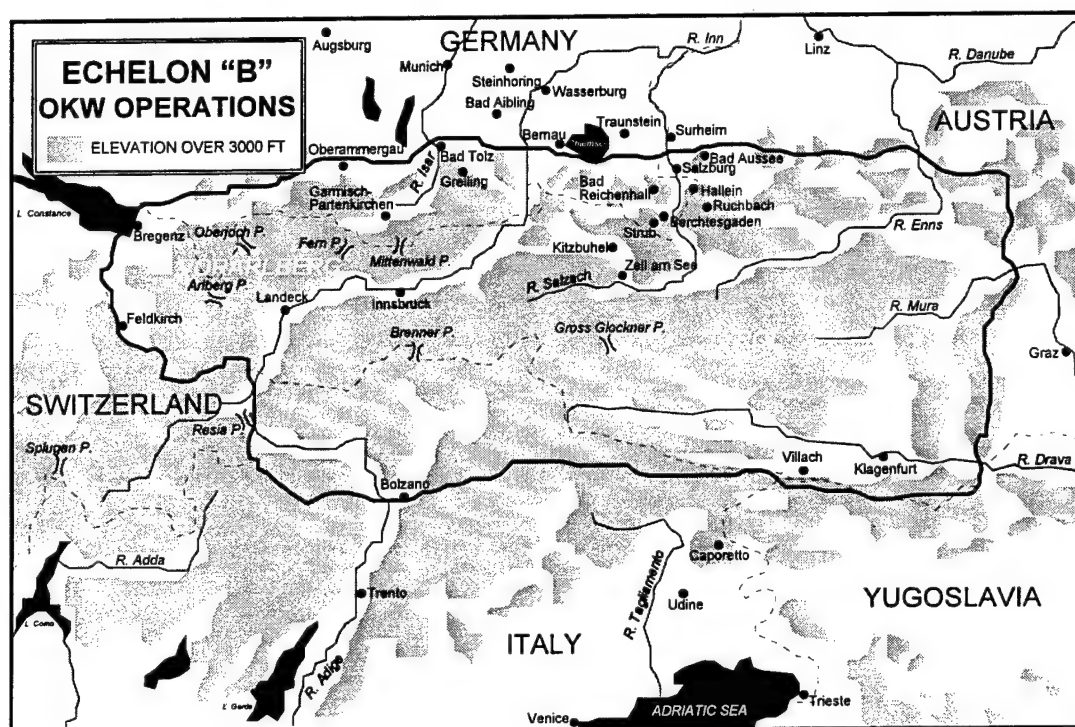 ECHELON "B"
OKW OPERATIONS
ELEVATION OVER 3000 FT
Augsburg
GERMANY
R. Inn
Linz
R. Danube
Munich
Steinhoring
Wasserburg
Bad Aibling
AUSTRIA
Traunstein
Surheim
Bernau
Oberammergau
R. Isar
Bad Tolz
Greiling
Bad Aussee
Salzburg
Garmisch-
Partenkirchen
Bad
Reichenhall
Hallein
Ruchbach
L. Constance
Bregenz
Oberjoch P.
Fern P.
Mittenwald P.
Strub
Berchtesgaden
R. Enns
Kitzbuhel
Zell am See
Arlberg P.
Landeck
Innsbruck
R. Salzach
R. Mura
Feldkirch
Brenner P.
Gross Glockner P.
Graz
SWITZERLAND
Resia P.
Splugen P.
Villach
Klagenfurt
R. Drava
Bolzano
R. Adda
Caporetto
R. Tagliamento
Trento
Udine
YUGOSLAVIA
L. Como
ITALY
R. Adige
L. Garda
Venice
ADRIATIC SEA
Trieste